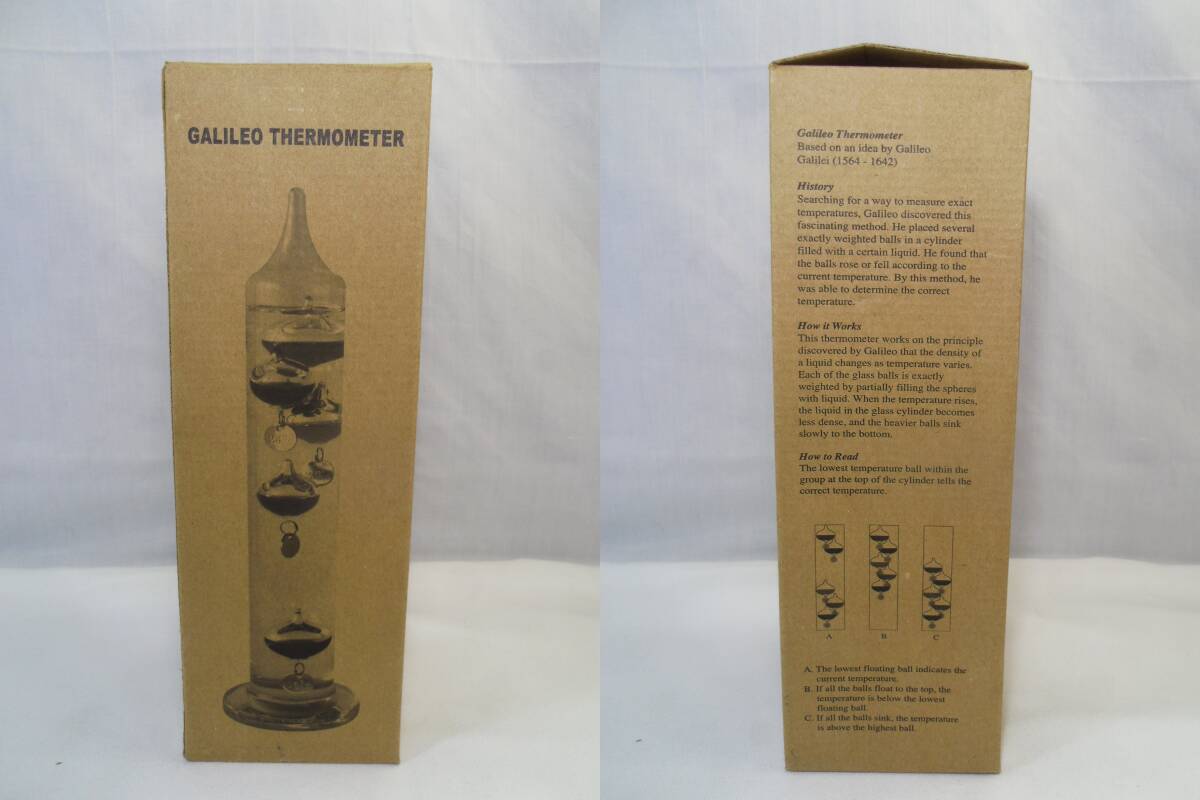 GALILEO THERMOMETER
Galileo Thermometer
Based on an idea by Galileo
Galilei (1564 - 1642)
History
Searching for a way to measure exact
temperatures, Galileo discovered this
fascinating method. He placed several
exactly weighted balls in a cylinder
filled with a certain liquid. He found that
the balls rose or fell according to the
current temperature. By this method, he
was able to determine the correct
temperature.
How it Works
This thermometer works on the principle
discovered by Galileo that the density of
a liquid changes as temperature varies.
Each of the glass balls is exactly
weighted by partially filling the spheres
with liquid. When the temperature rises,
the liquid in the glass cylinder becomes
less dense, and the heavier balls sink
slowly to the bottom.
How to Read
The lowest temperature ball within the
group at the top of the cylinder tells the
correct temperature.
A B C
A. The lowest floating ball indicates the
current temperature.
B. If all the balls float to the top, the
temperature is below the lowest
floating ball.
C. If all the balls sink, the temperature
is above the highest ball.